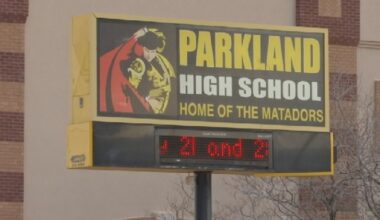 PARKLAND
HIGH SCHOOL
HOME OF THE MATADORS
21 and 2